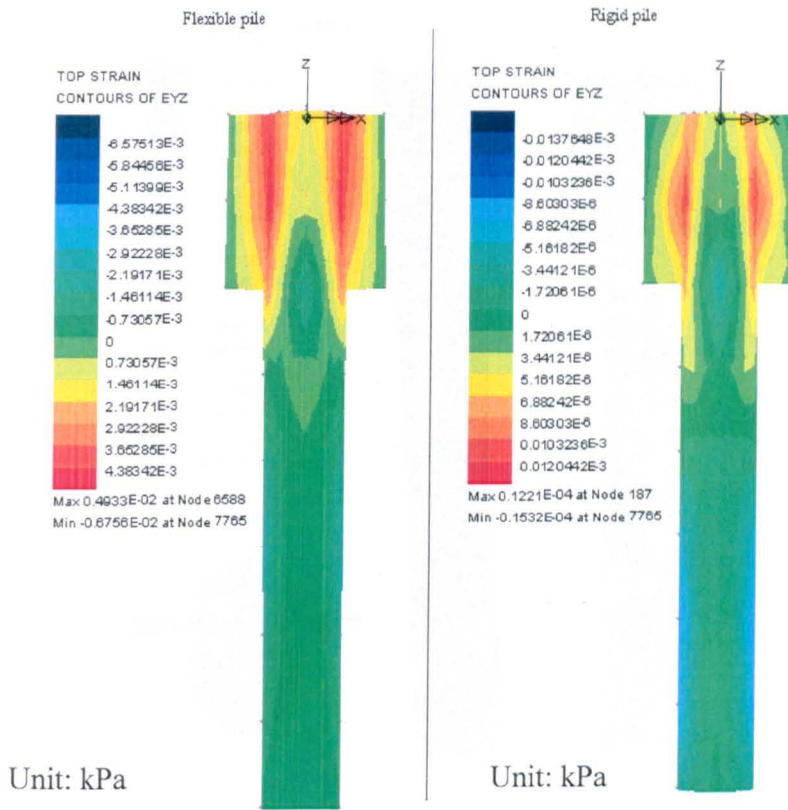 Flexible pile
Z
X
TOP STRAIN
CONTOURS OF EYZ
-6.57513E-3
-5.84456E-3
-5.11399E-3
-4.38342E-3
-3.65285E-3
-2.92228E-3
-2.19171E-3
-1.46114E-3
-0.73057E-3
0
0.73057E-3
1.46114E-3
2.19171E-3
2.92228E-3
3.65285E-3
4.38342E-3
Max 0.4933E-02 at Node 6588
Min -0.6756E-02 at Node 7765
Unit: kPa
Rigid pile
Z
X
TOP STRAIN
CONTOURS OF EYZ
-0.0137648E-3
-0.0120442E-3
-0.0103236E-3
-8.60303E-6
-6.88242E-6
-5.16182E-6
-3.44121E-6
-1.72061E-6
0
1.72061E-6
3.44121E-6
5.16182E-6
6.88242E-6
8.60303E-6
0.0103236E-3
0.0120442E-3
Max 0.1221E-04 at Node 187
Min -0.1532E-04 at Node 7765
Unit: kPa